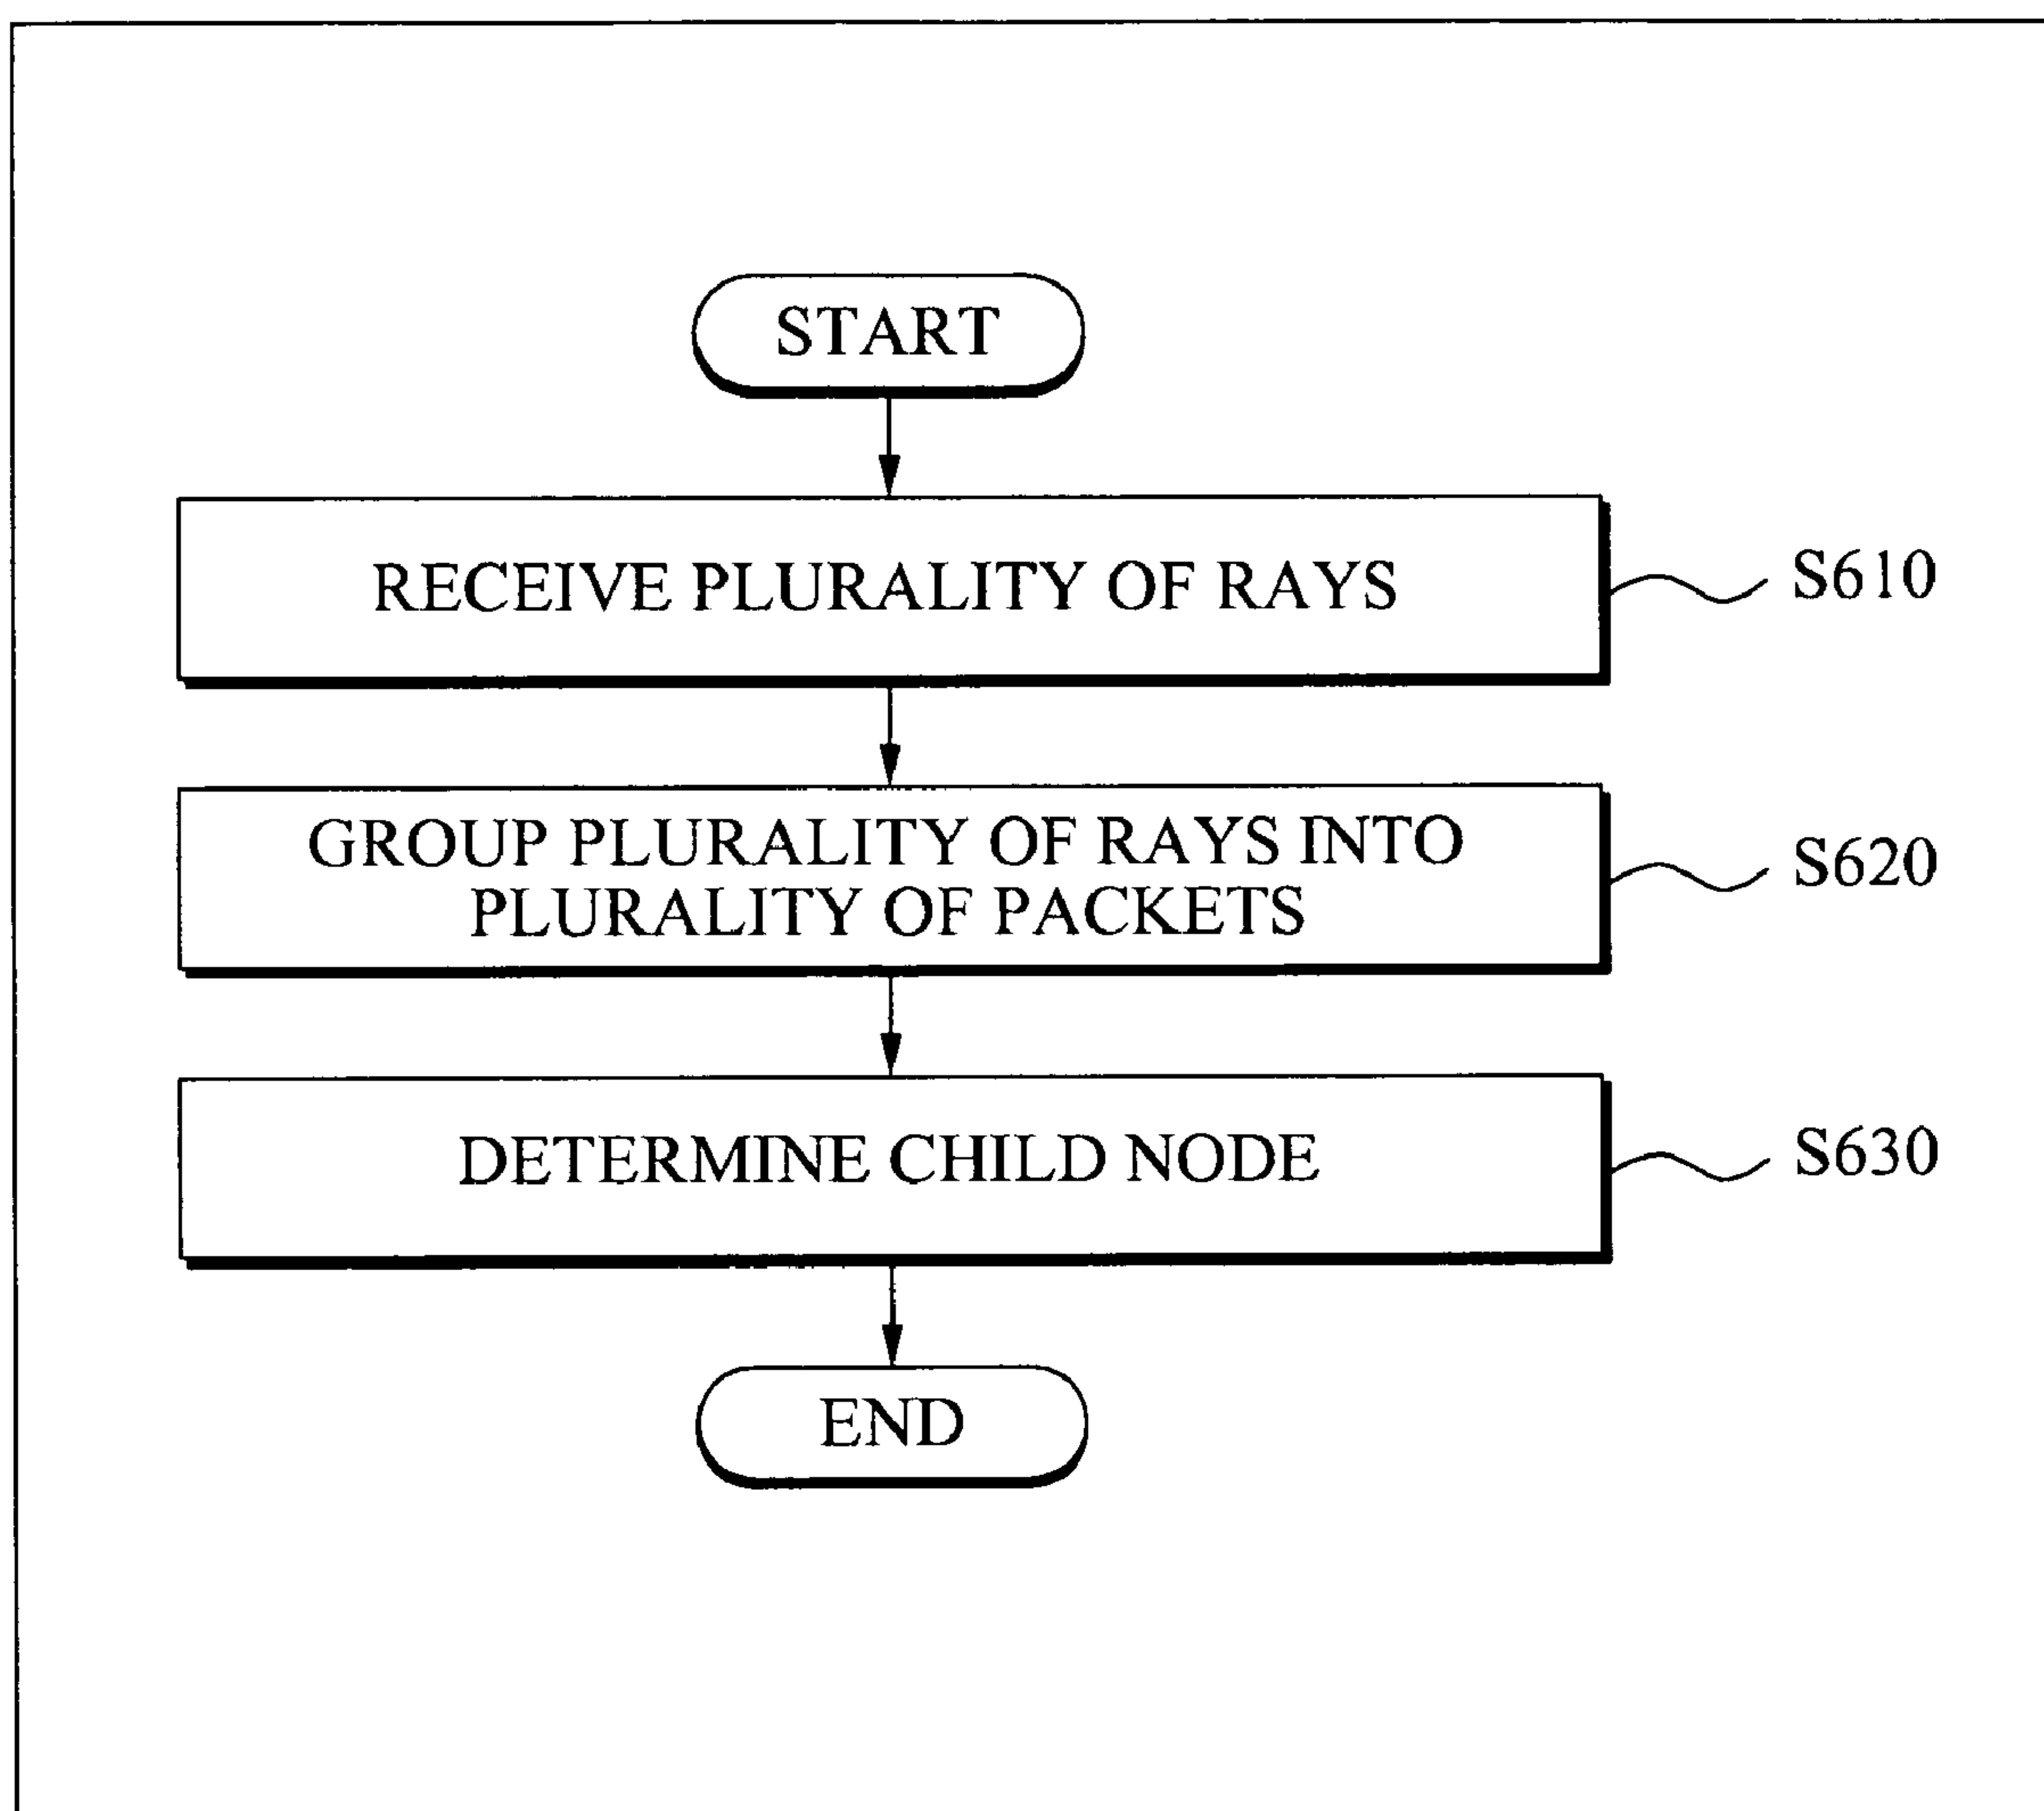 START
RECEIVE PLURALITY OF RAYS
S610
GROUP PLURALITY OF RAYS INTO
PLURALITY OF PACKETS
S620
DETERMINE CHILD NODE
S630
END